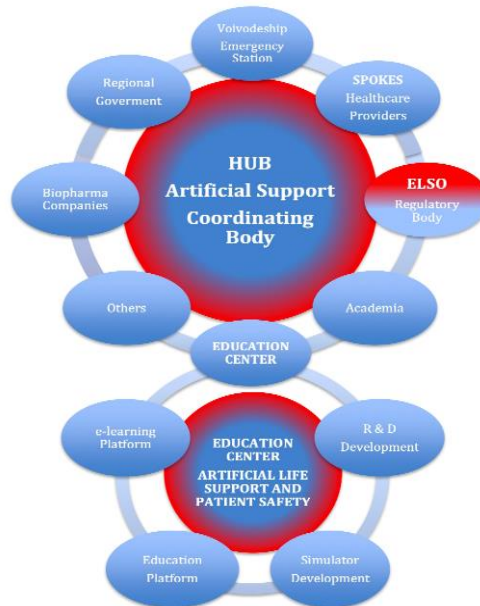 Voivodeship
Emergency
Station
Regional
Goverment
SPOKES
Healthcare
Providers
HUB
Artificial Support
Coordinating
Body
Biopharma
Companies
ELSO
Regulatory
Body
Others
Academia
EDUCATION
CENTER
e-learning
Platform
EDUCATION
CENTER
ARTIFICIAL LIFE
SUPPORT AND
PATIENT SAFETY
R & D
Development
Education
Platform
Simulator
Development